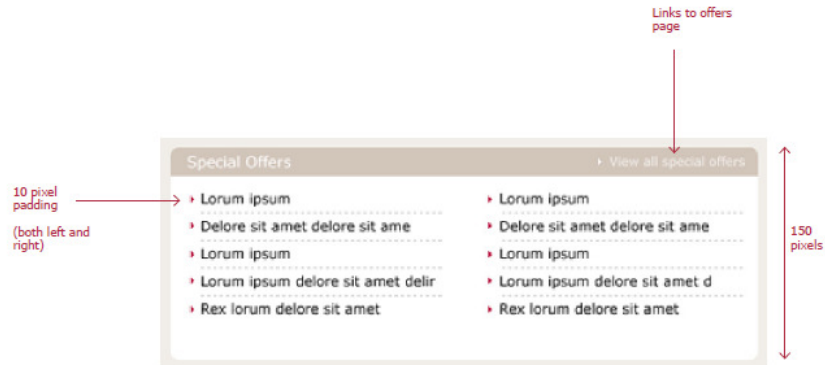 Links to offers
page
Special Offers
View all special offers
10 pixel
padding
(both left and
right)
Lorum ipsum
Delore sit amet delore sit ame
Lorum ipsum
Lorum ipsum delore sit amet delir
Rex lorum delore sit amet
Lorum ipsum
Delore sit amet delore sit ame
Lorum ipsum
Lorum ipsum delore sit amet d
Rex lorum delore sit amet
150
pixels